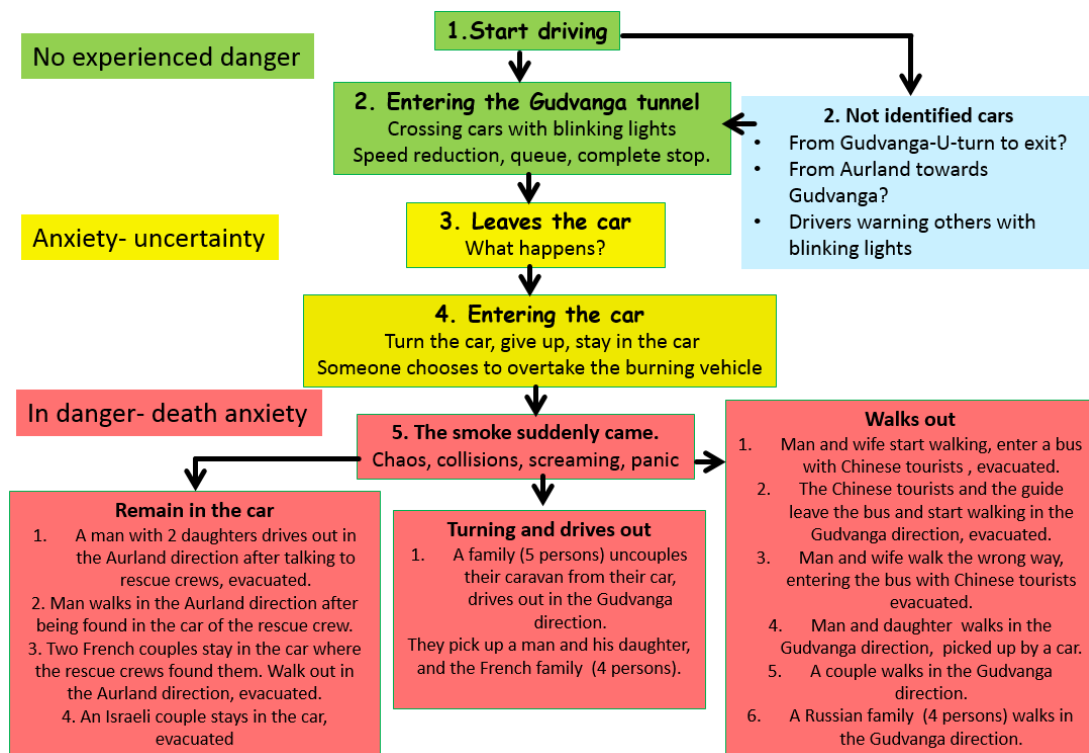 No experienced danger
1.Start driving
2. Entering the Gudvanga tunnel
Crossing cars with blinking lights
Speed reduction, queue, complete stop.
2. Not identified cars
• From Gudvanga-U-turn to exit?
• From Aurland towards
Gudvanga?
• Drivers warning others with
blinking lights
Anxiety- uncertainty
3. Leaves the car
What happens?
4. Entering the car
Turn the car, give up, stay in the car
Someone chooses to overtake the burning vehicle
In danger- death anxiety
5. The smoke suddenly came.
Chaos, collisions, screaming, panic
Remain in the car
1. A man with 2 daughters drives out in
the Aurland direction after talking to
rescue crews, evacuated.
2. Man walks in the Aurland direction after
being found in the car of the rescue crew.
3. Two French couples stay in the car where
the rescue crews found them. Walk out in
the Aurland direction, evacuated.
4. An Israeli couple stays in the car,
evacuated
Turning and drives out
1. A family (5 persons) uncouples
their caravan from their car,
drives out in the Gudvanga
direction.
They pick up a man and his daughter,
and the French family (4 persons).
Walks out
1. Man and wife start walking, enter a bus
with Chinese tourists , evacuated.
2. The Chinese tourists and the guide
leave the bus and start walking in the
Gudvanga direction, evacuated.
3. Man and wife walk the wrong way,
entering the bus with Chinese tourists
evacuated.
4. Man and daughter walks in the
Gudvanga direction, picked up by a car.
5. A couple walks in the Gudvanga
direction.
6. A Russian family (4 persons) walks in
the Gudvanga direction.